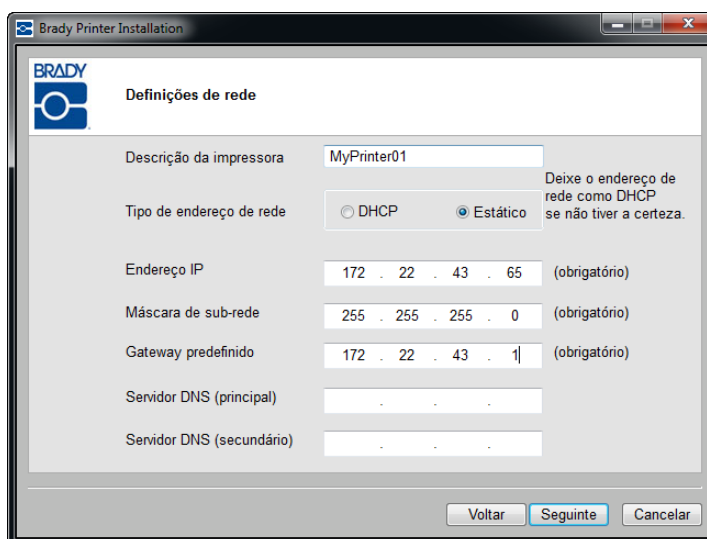 Brady Printer Installation
BRADY
Definições de rede
Descrição da impressora MyPrinter01
Deixe o endereço de
rede como DHCP
se não tiver a certeza.
Tipo de endereço de rede DHCP Estático
Endereço IP 172 . 22 . 43 . 65 (obrigatório)
Máscara de sub-rede 255 . 255 . 255 . 0 (obrigatório)
Gateway predefinido 172 . 22 . 43 . 1 (obrigatório)
Servidor DNS (principal) . . .
Servidor DNS (secundário) . . .
Voltar Seguinte Cancelar